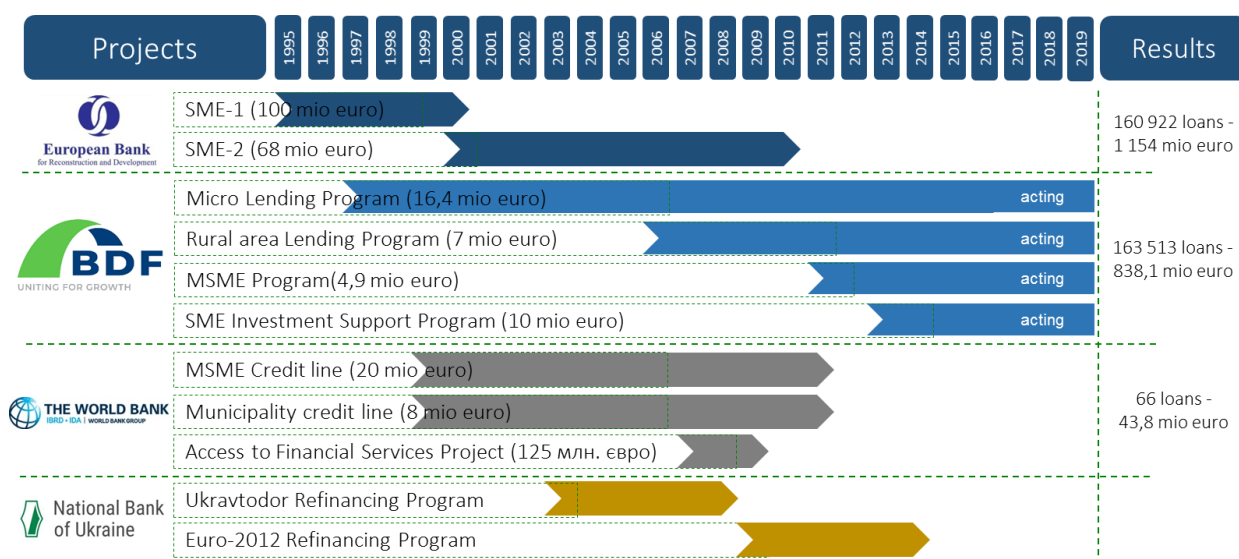 Projects
1995
1996
1997
1998
1999
2000
2001
2002
2003
2004
2005
2006
2007
2008
2009
2010
2011
2012
2013
2014
2015
2016
2017
2018
2019
Results
European Bank
for Reconstruction and Development
SME-1 (100 mio euro)
SME-2 (68 mio euro)
160 922 loans -
1 154 mio euro
BDF
UNITING FOR GROWTH
Micro Lending Program (16,4 mio euro)
acting
Rural area Lending Program (7 mio euro)
acting
MSME Program(4,9 mio euro)
acting
SME Investment Support Program (10 mio euro)
acting
163 513 loans -
838,1 mio euro
THE WORLD BANK
IBRD • IDA | WORLD BANK GROUP
MSME Credit line (20 mio euro)
Municipality credit line (8 mio euro)
Access to Financial Services Project (125 млн. євро)
66 loans -
43,8 mio euro
National Bank
of Ukraine
Ukravtodor Refinancing Program
Euro-2012 Refinancing Program